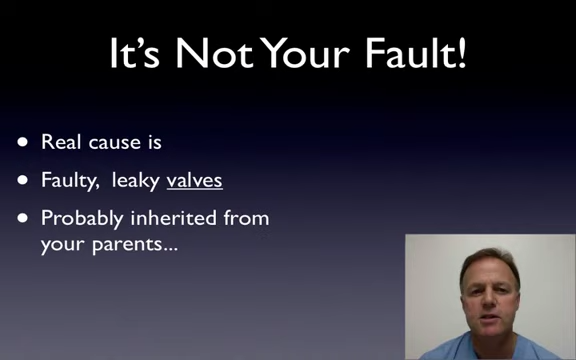 It's Not Your Fault!
Real cause is
Faulty, leaky valves
Probably inherited from
your parents...